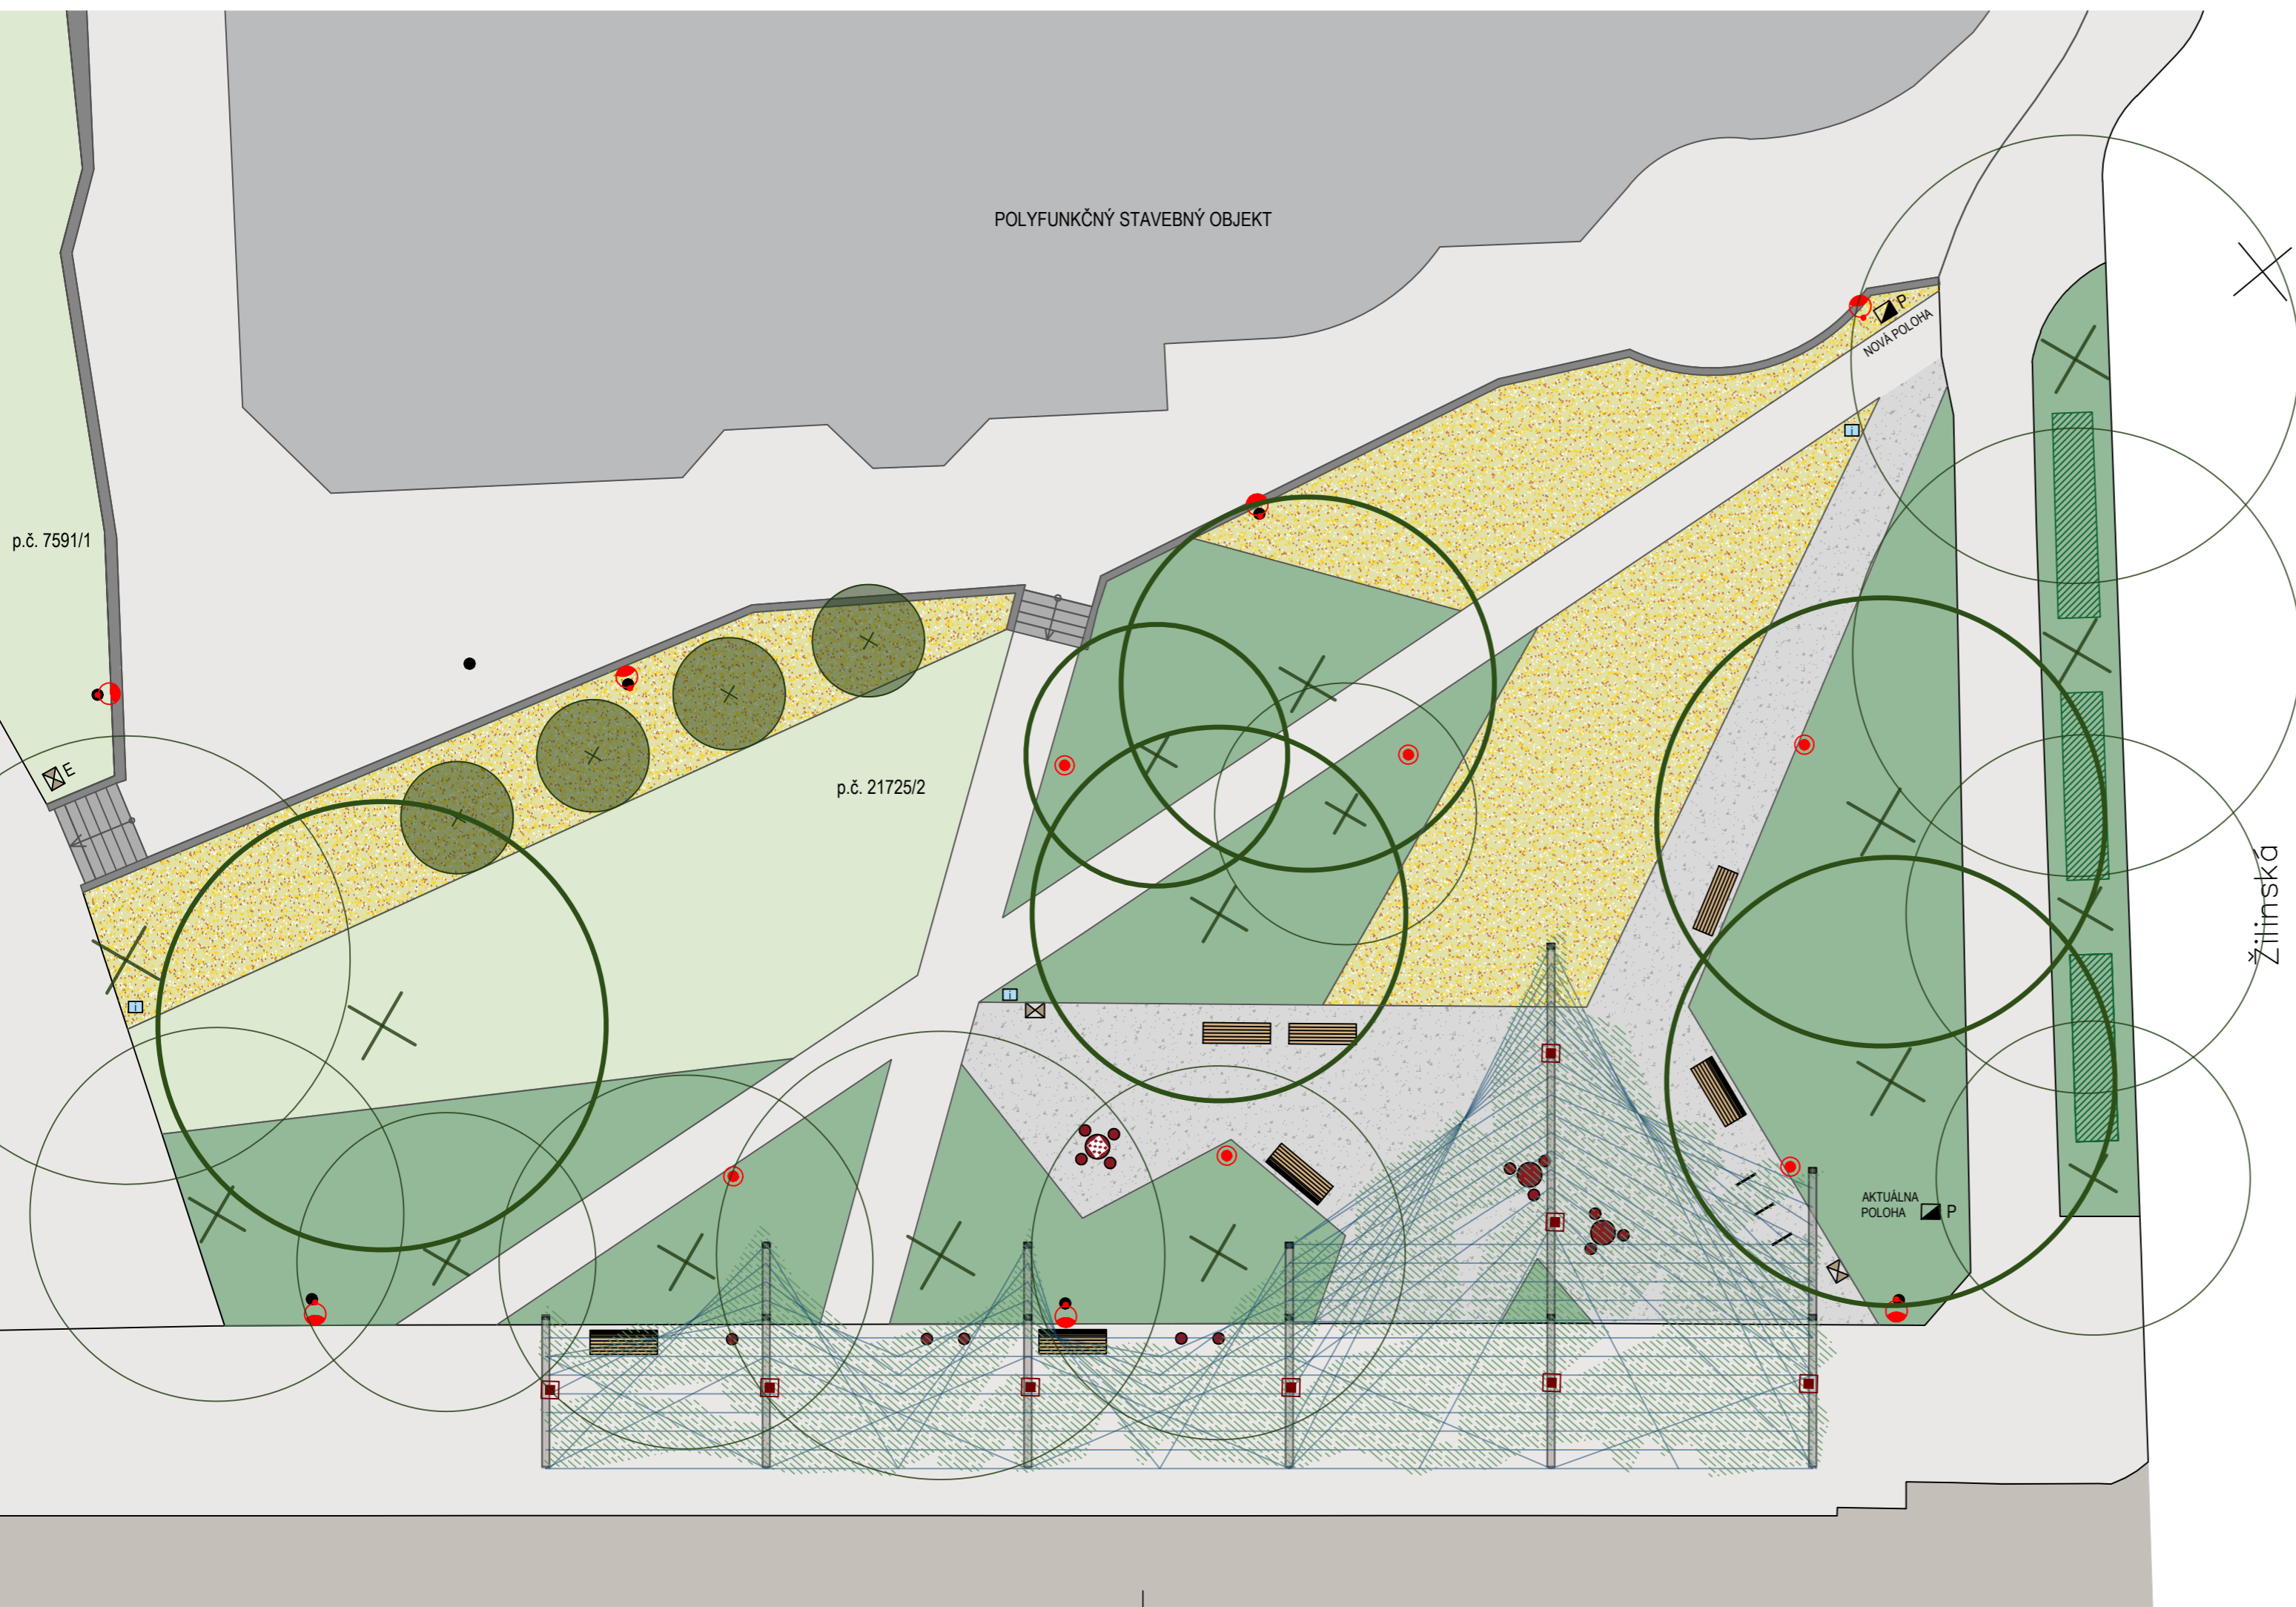 POLYFUNKČNÝ STAVEBNÝ OBJEKT
P
NOVÁ POLOHA
i
p.č. 7591/1
E
p.č. 21725/2
Žilinská
i
i
AKTUÁLNA
POLOHA
P